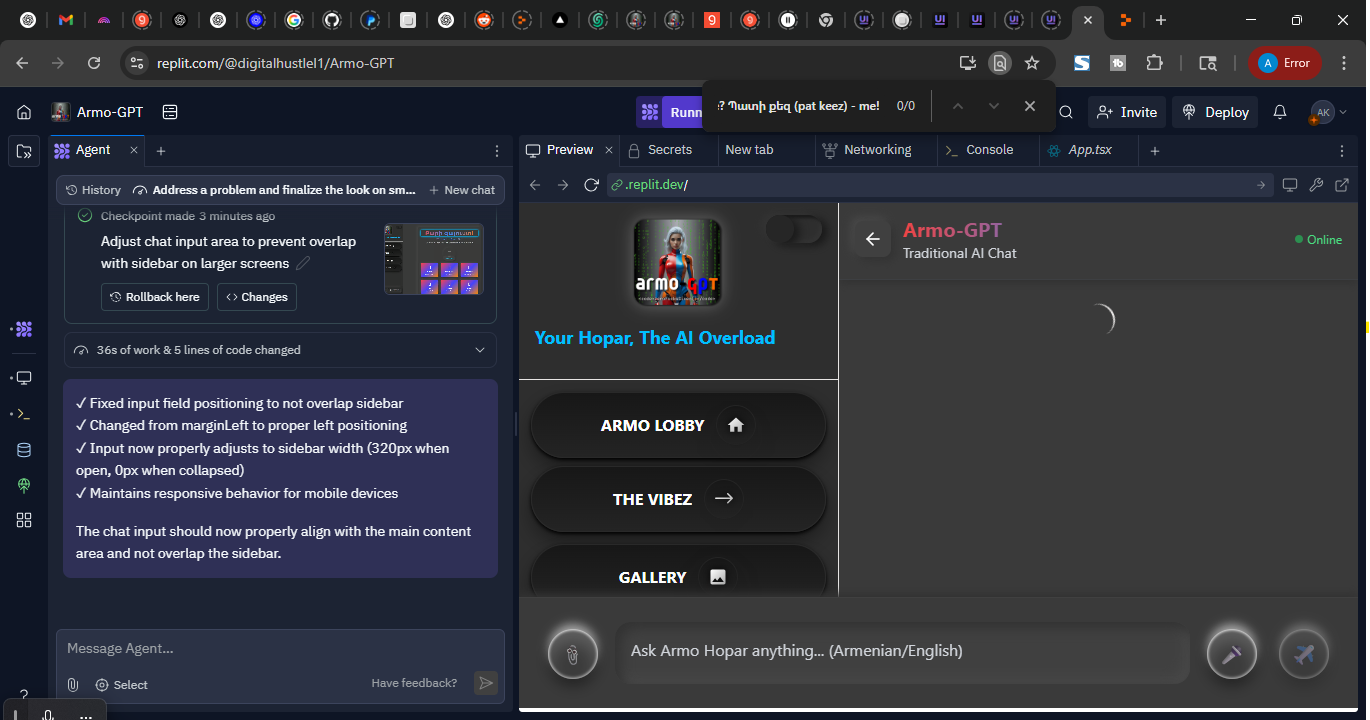 replit.com/@digitalhustlel1/Armo-GPT
Error
Armo-GPT
Runn
? Պատի քեզ (pat keez) - me!
0/0
Invite
Deploy
AK
Agent
Preview
Secrets
New tab
Networking
Console
App.tsx
.replit.dev/
History
Address a problem and finalize the look on sm...
New chat
Checkpoint made 3 minutes ago
Adjust chat input area to prevent overlap
with sidebar on larger screens
Rollback here
Changes
36s of work & 5 lines of code changed
✓ Fixed input field positioning to not overlap sidebar
✓ Changed from marginLeft to proper left positioning
✓ Input now properly adjusts to sidebar width (320px when
open, 0px when collapsed)
✓ Maintains responsive behavior for mobile devices
The chat input should now properly align with the main content
area and not overlap the sidebar.
Message Agent...
Select
Have feedback?
armo GPT
Your Hopar, The AI Overload
ARMO LOBBY
THE VIBEZ
GALLERY
Armo-GPT
Traditional AI Chat
Online
Ask Armo Hopar anything... (Armenian/English)